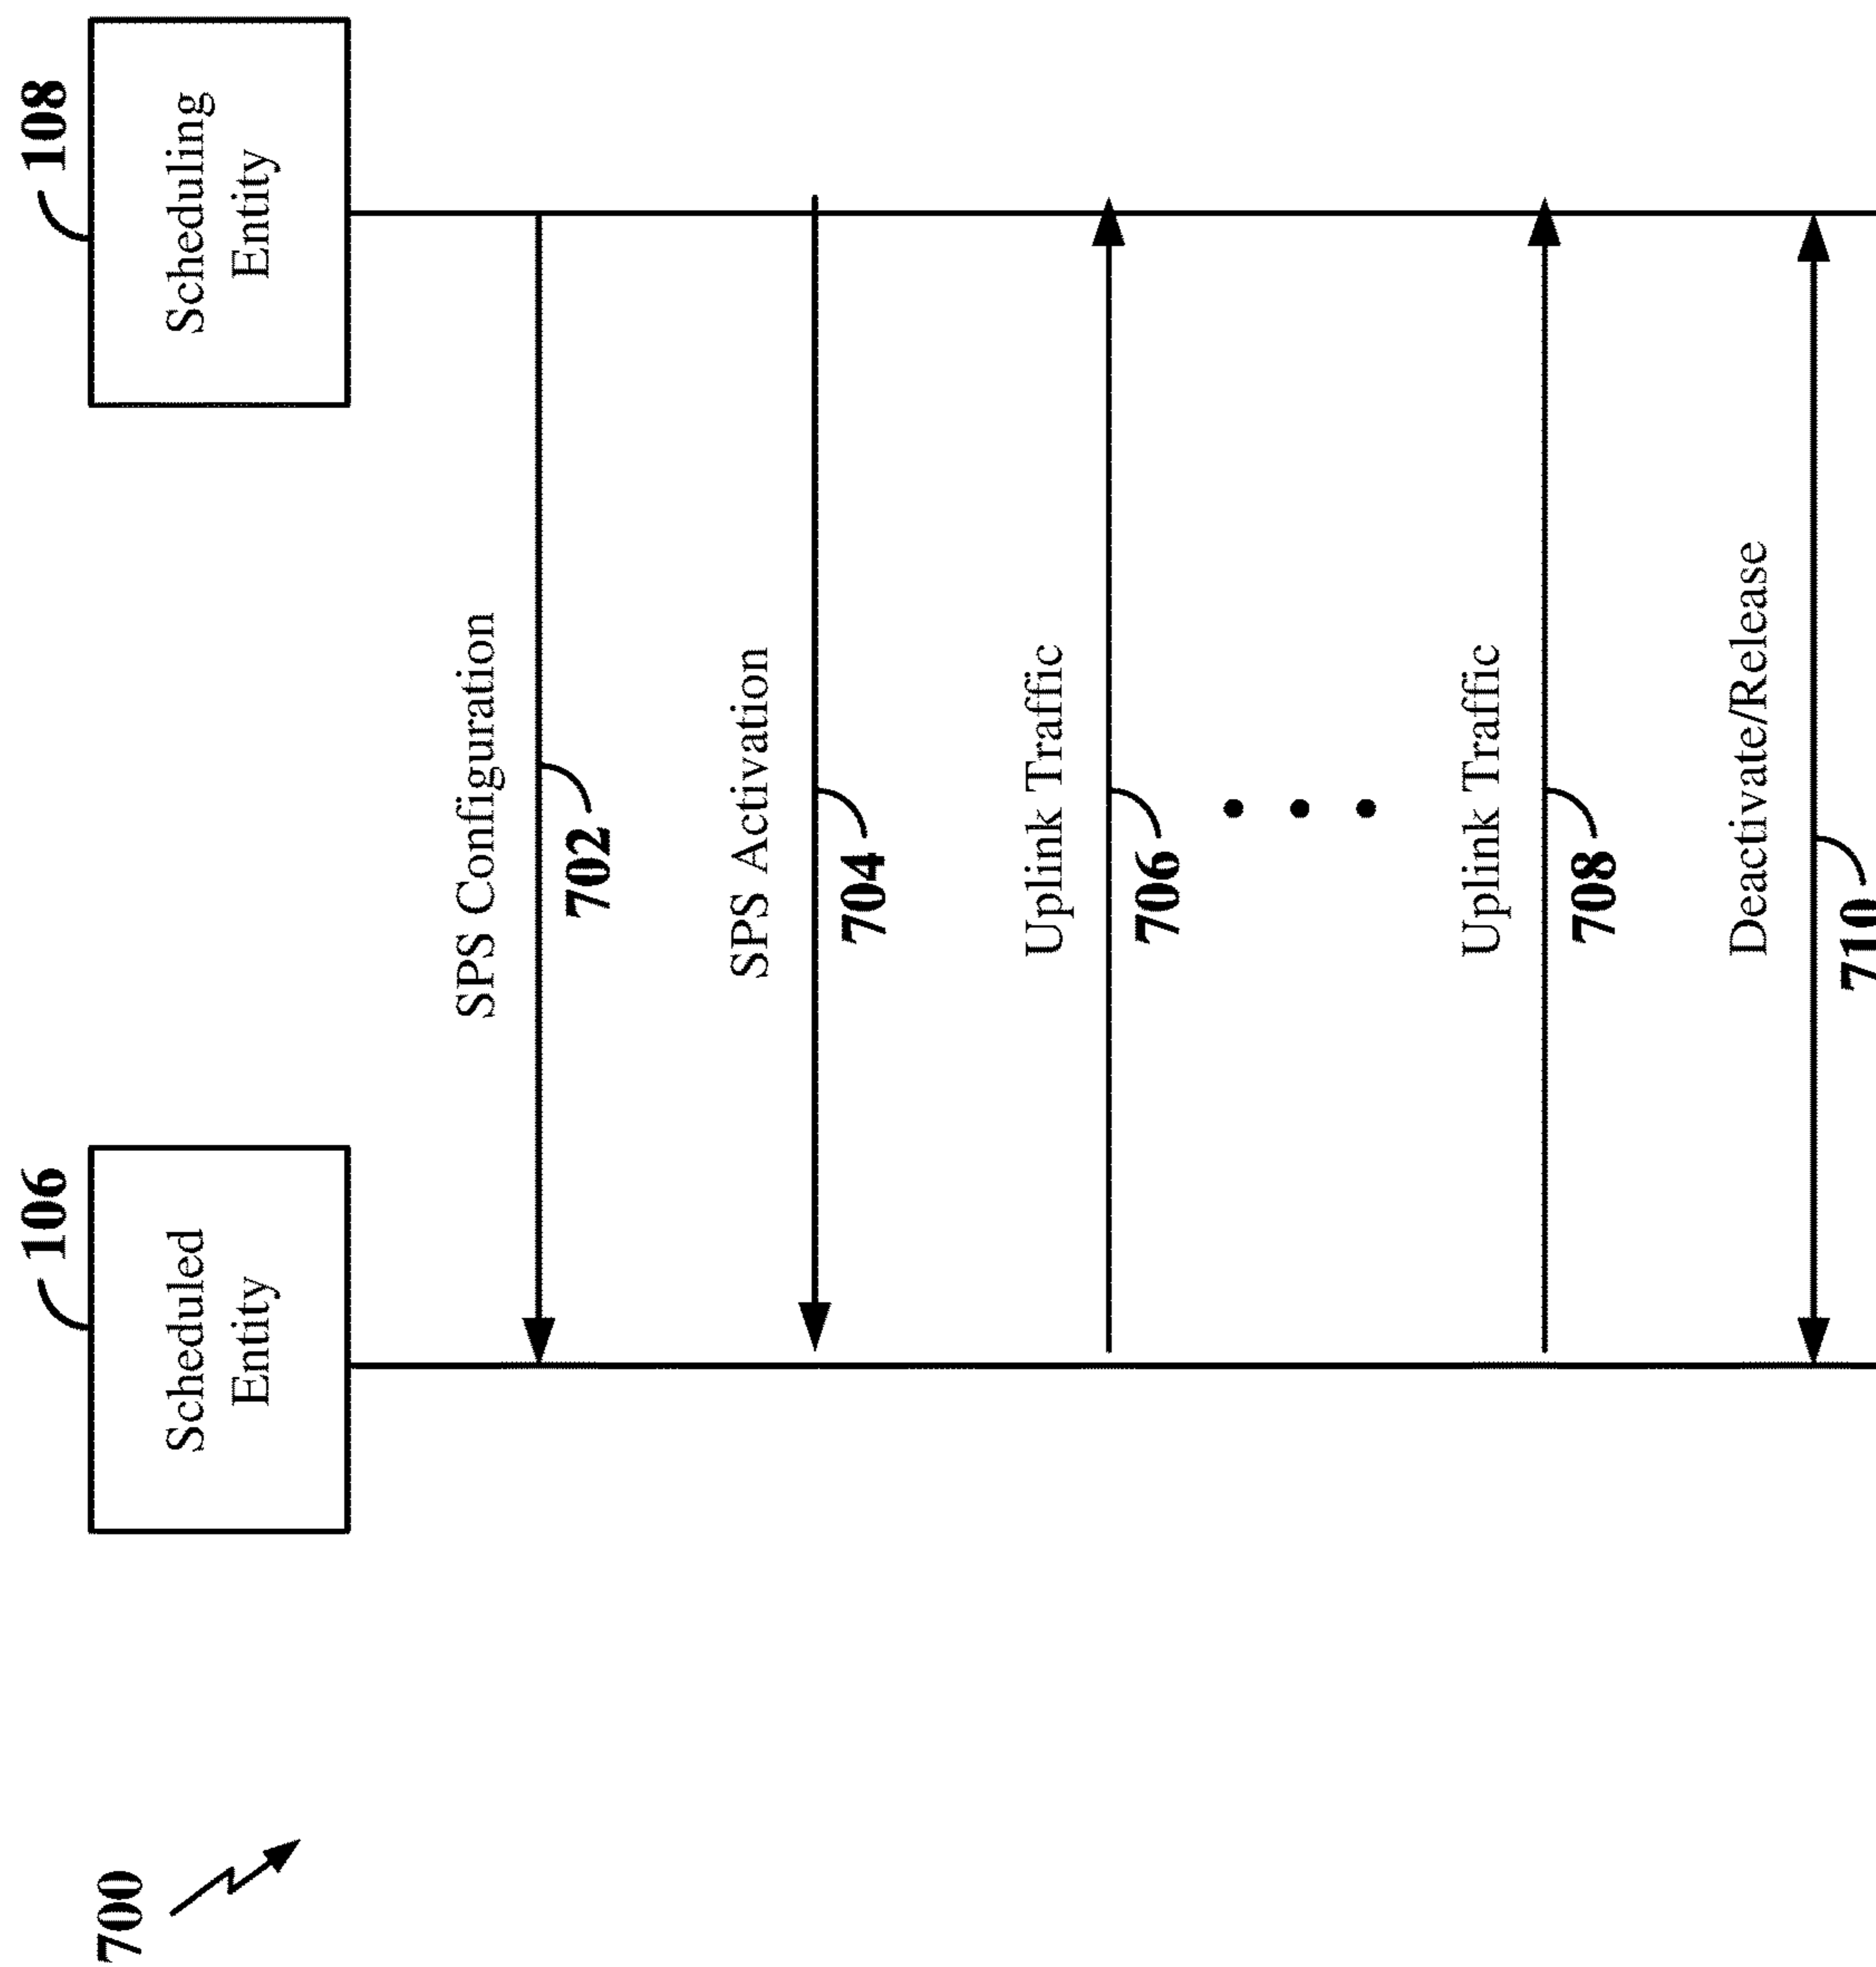 700
106
108
Scheduled
Entity
Scheduling
Entity
SPS Configuration
702
SPS Activation
704
Uplink Traffic
706
Uplink Traffic
708
Deactivate/Release
710